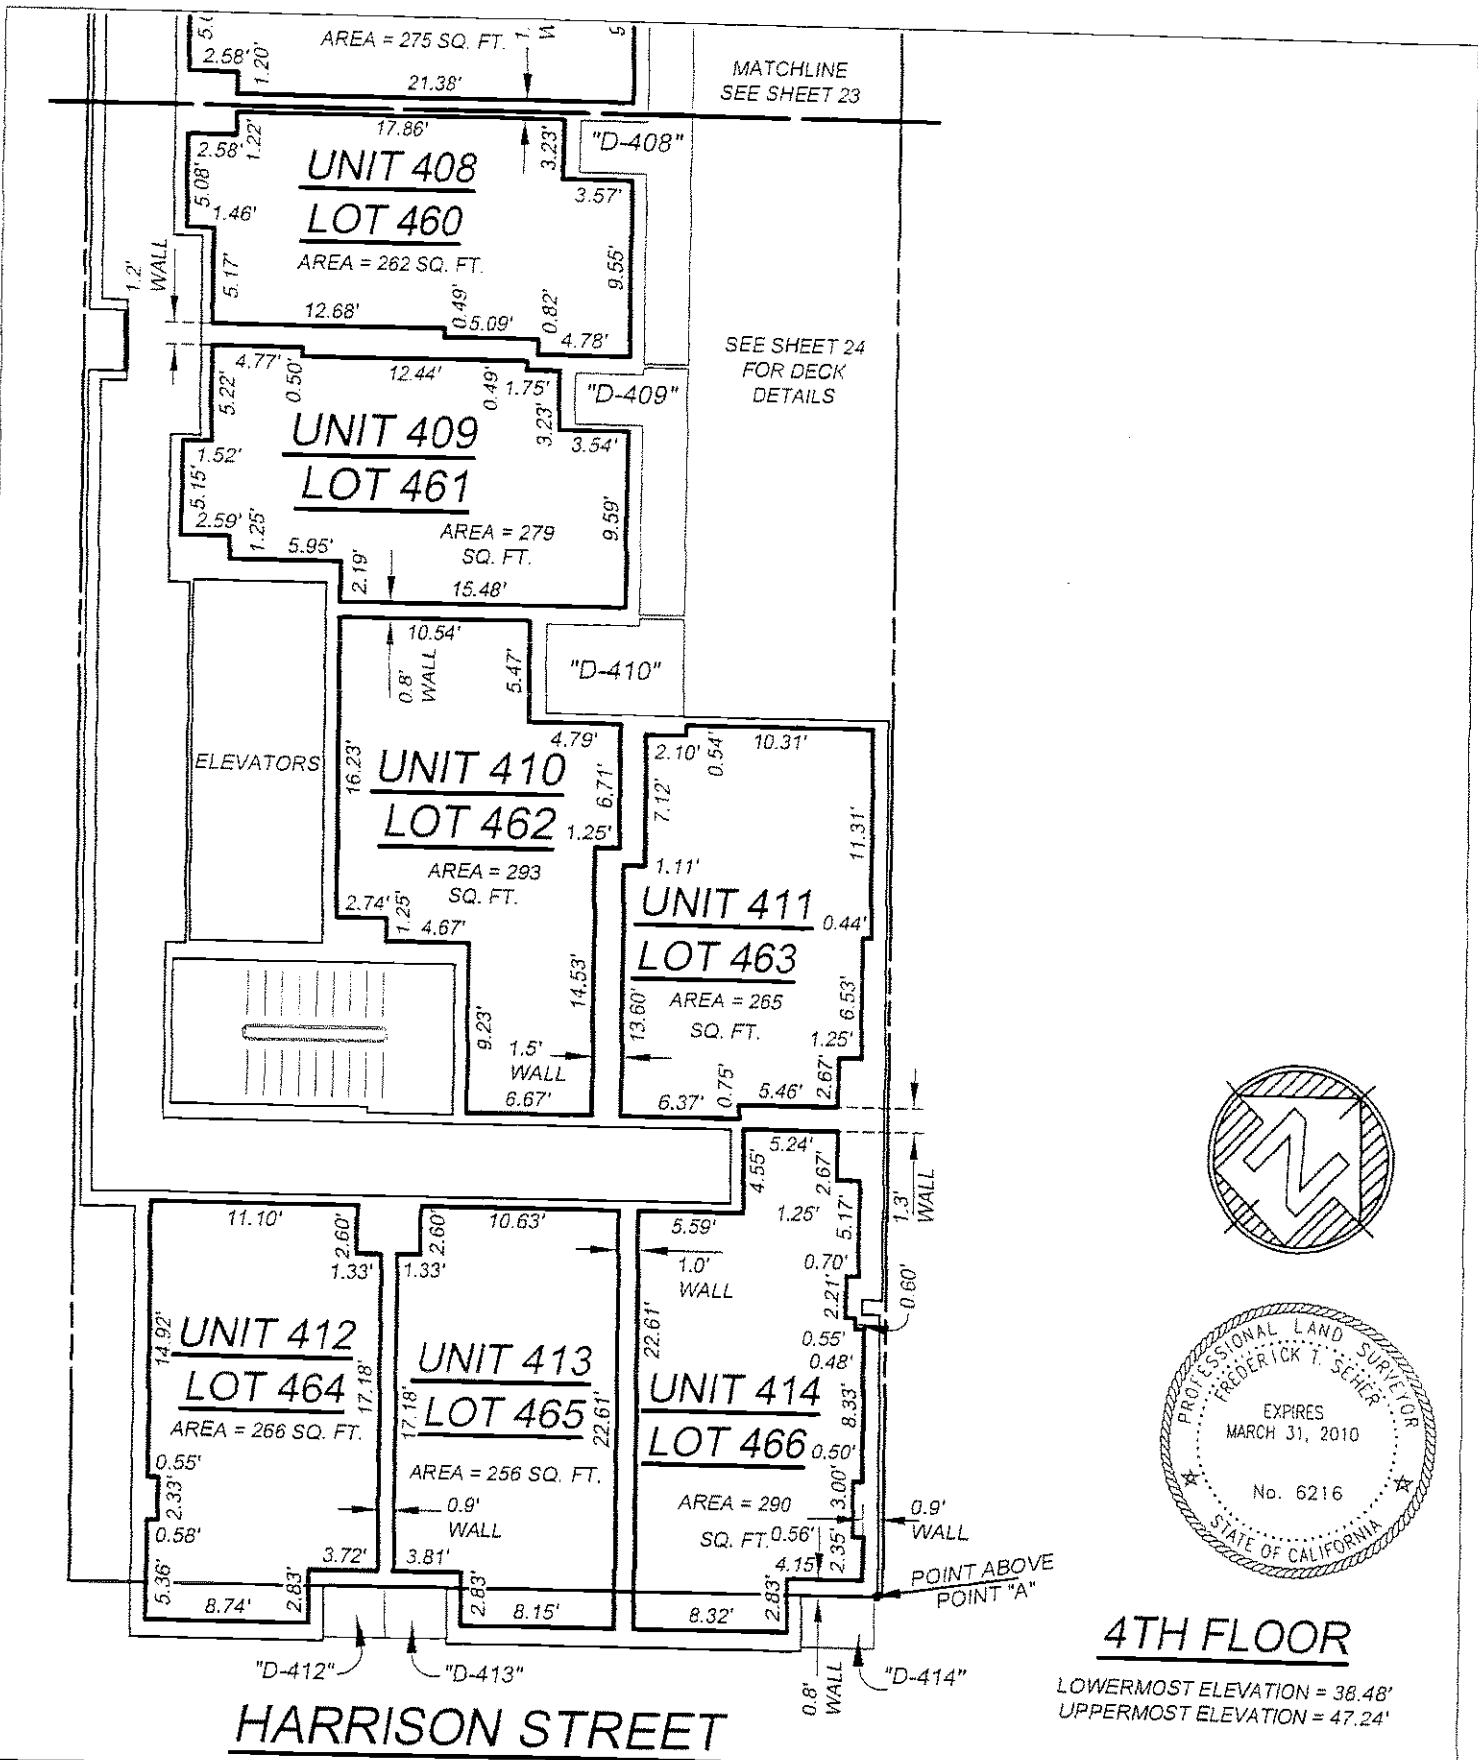 5.0
2.58'
1.20'
AREA = 275 SQ. FT.
1.
W
9
21.38'
MATCHLINE
SEE SHEET 23
2.58'
1.22'
17.86'
3.23'
"D-408"
UNIT 408
LOT 460
AREA = 262 SQ. FT.
5.08'
1.46'
3.57'
1.2'
WALL
5.17'
9.55'
12.68'
0.49'
5.09'
0.82'
4.78'
SEE SHEET 24
FOR DECK
DETAILS
4.77'
0.50'
12.44'
0.49'
1.75'
"D-409"
5.22'
3.23'
UNIT 409
LOT 461
3.54'
1.52'
5.15'
2.59'
1.25'
5.95'
AREA = 279
SQ. FT.
9.59'
2.19'
15.48'
10.54'
0.8'
WALL
5.47'
"D-410"
ELEVATORS
4.79'
16.23'
UNIT 410
LOT 462
6.71'
1.25'
AREA = 293
SQ. FT.
2.74'
1.25'
4.67'
14.53'
9.23'
1.5'
WALL
6.67'
2.10'
0.54'
10.31'
7.12'
11.31'
1.11'
UNIT 411
LOT 463
0.44'
AREA = 265
SQ. FT.
13.60'
6.53'
1.25'
2.67'
0.75'
5.46'
6.37'
5.24'
4.55'
2.67'
1.3'
WALL
11.10'
2.60'
1.33'
2.60'
1.33'
10.63'
5.59'
1.25'
5.17'
1.0'
WALL
0.70'
2.21'
0.60'
14.92'
UNIT 412
LOT 464
AREA = 266 SQ. FT.
17.18'
0.55'
2.33'
0.58'
5.36'
3.72'
2.83'
8.74'
UNIT 413
LOT 465
17.18'
22.61'
AREA = 256 SQ. FT.
0.9'
WALL
3.81'
2.83'
8.15'
22.61'
0.55'
0.48'
UNIT 414
LOT 466
8.33'
0.50'
AREA = 290
SQ. FT.
3.00'
0.56'
2.35'
4.15'
2.83'
8.32'
0.9'
WALL
POINT ABOVE
POINT "A"
"D-412"
"D-413"
0.8'
WALL
"D-414"
HARRISON STREET
N
PROFESSIONAL LAND SURVEYOR
FREDERICK T. SEHER
EXPIRES
MARCH 31, 2010
No. 6216
STATE OF CALIFORNIA
4TH FLOOR
LOWERMOST ELEVATION = 38.48'
UPPERMOST ELEVATION = 47.24'